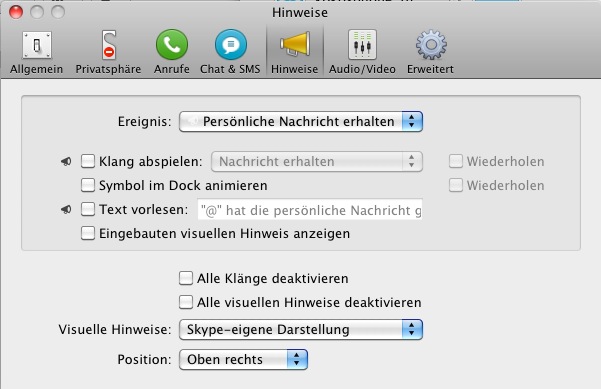 Hinweise
Allgemein Privatsphäre Anrufe Chat & SMS Hinweise Audio/Video Erweitert
Ereignis: Persönliche Nachricht erhalten
Klang abspielen: Nachricht erhalten Wiederholen
Symbol im Dock animieren Wiederholen
Text vorlesen: "@" hat die persönliche Nachricht g
Eingebauten visuellen Hinweis anzeigen
Alle Klänge deaktivieren
Alle visuellen Hinweise deaktivieren
Visuelle Hinweise: Skype-eigene Darstellung
Position: Oben rechts